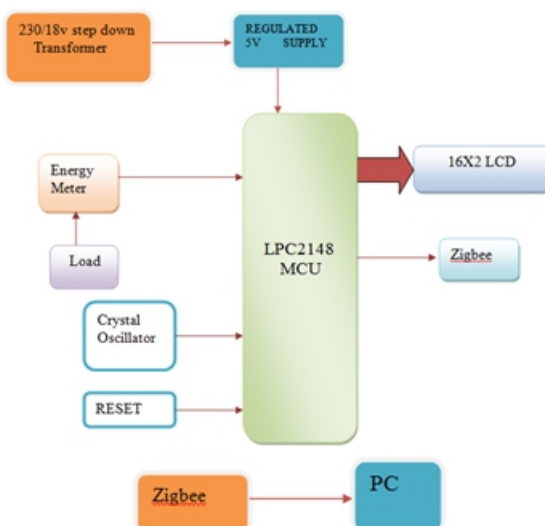 230/18v step down
Transformer
REGULATED
5V SUPPLY
Energy
Meter
16X2 LCD
LPC2148
MCU
Load
Zigbee
Crystal
Oscillator
RESET
Zigbee
PC